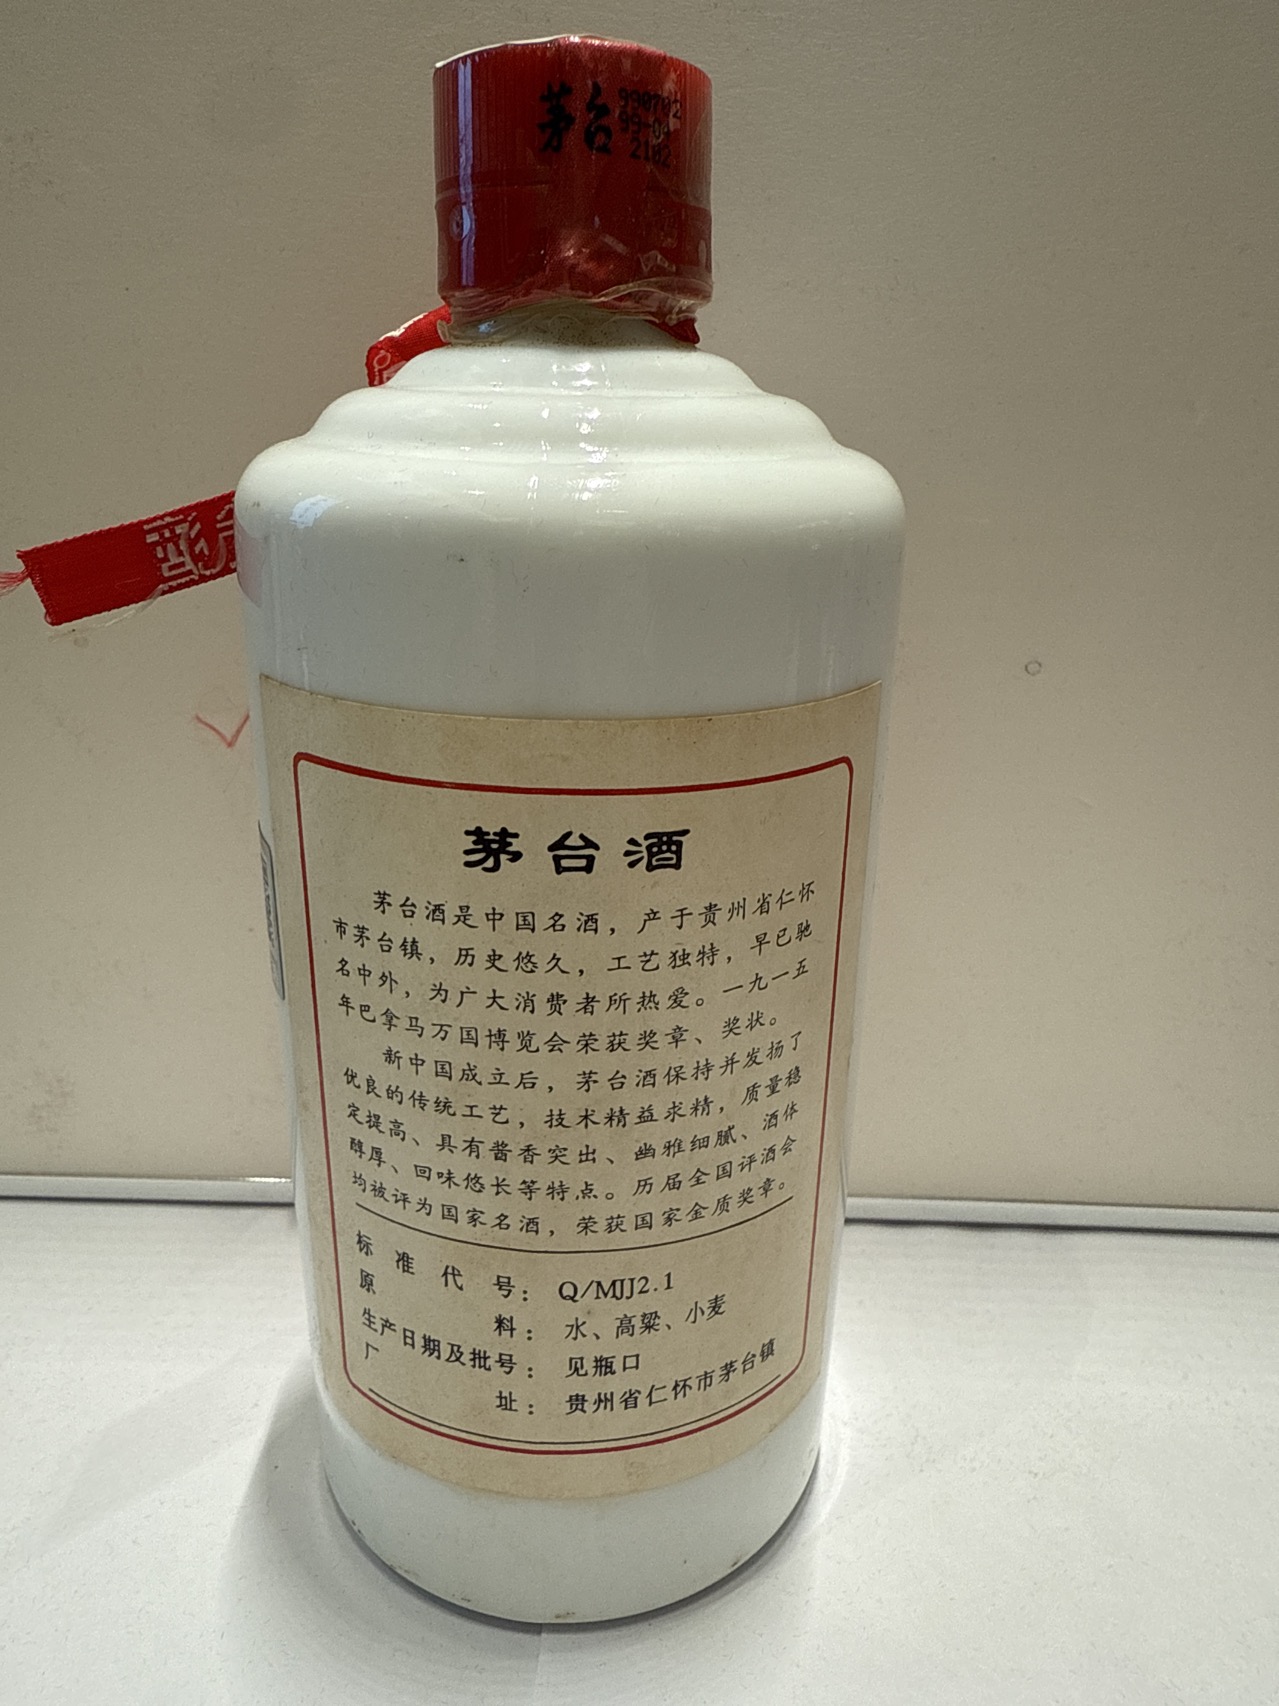 茅台
990702
99-04
2102
茅台酒
茅台酒是中国名酒，产于贵州省仁怀
市茅台镇，历史悠久，工艺独特，早已驰
名中外，为广大消费者所热爱。一九一五
年巴拿马万国博览会荣获奖章、奖状。
新中国成立后，茅台酒保持并发扬了
优良的传统工艺，技术精益求精，质量稳
定提高、具有酱香突出、幽雅细腻、酒体
醇厚、回味悠长等特点。历届全国评酒会
均被评为国家名酒，荣获国家金质奖章。
标准代号：Q/MJJ2.1
原料：水、高粱、小麦
生产日期及批号：见瓶口
厂址：贵州省仁怀市茅台镇